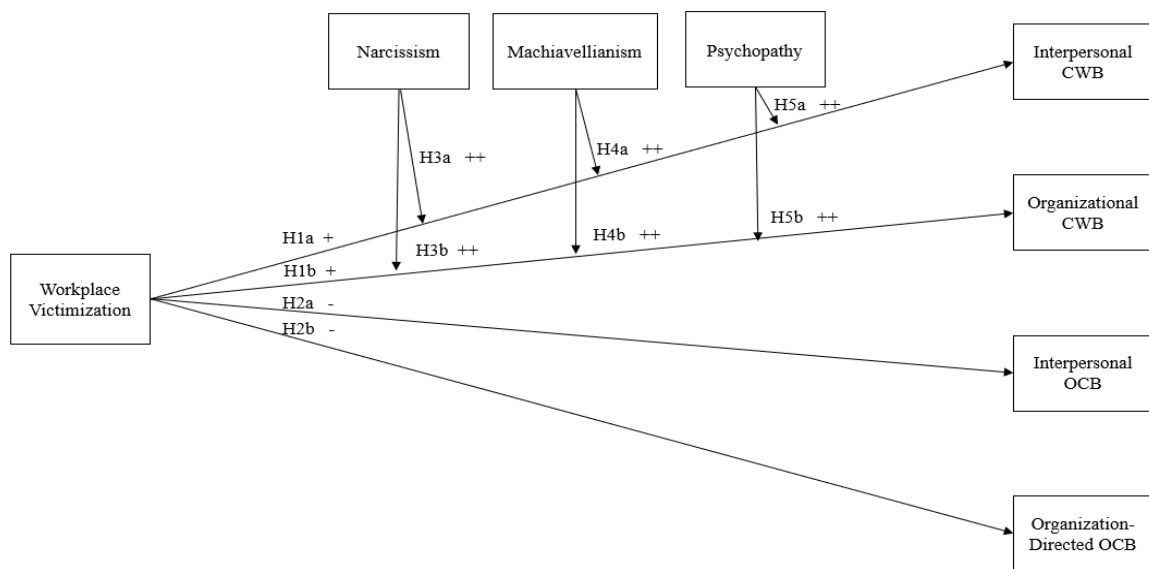 Narcissism
Machiavellianism
Psychopathy
Interpersonal
CWB
H5a ++
H3a ++
H4a ++
Organizational
CWB
H5b ++
H1a +
H3b ++
H4b ++
H1b +
Workplace
Victimization
H2a -
H2b -
Interpersonal
OCB
Organization-
Directed OCB